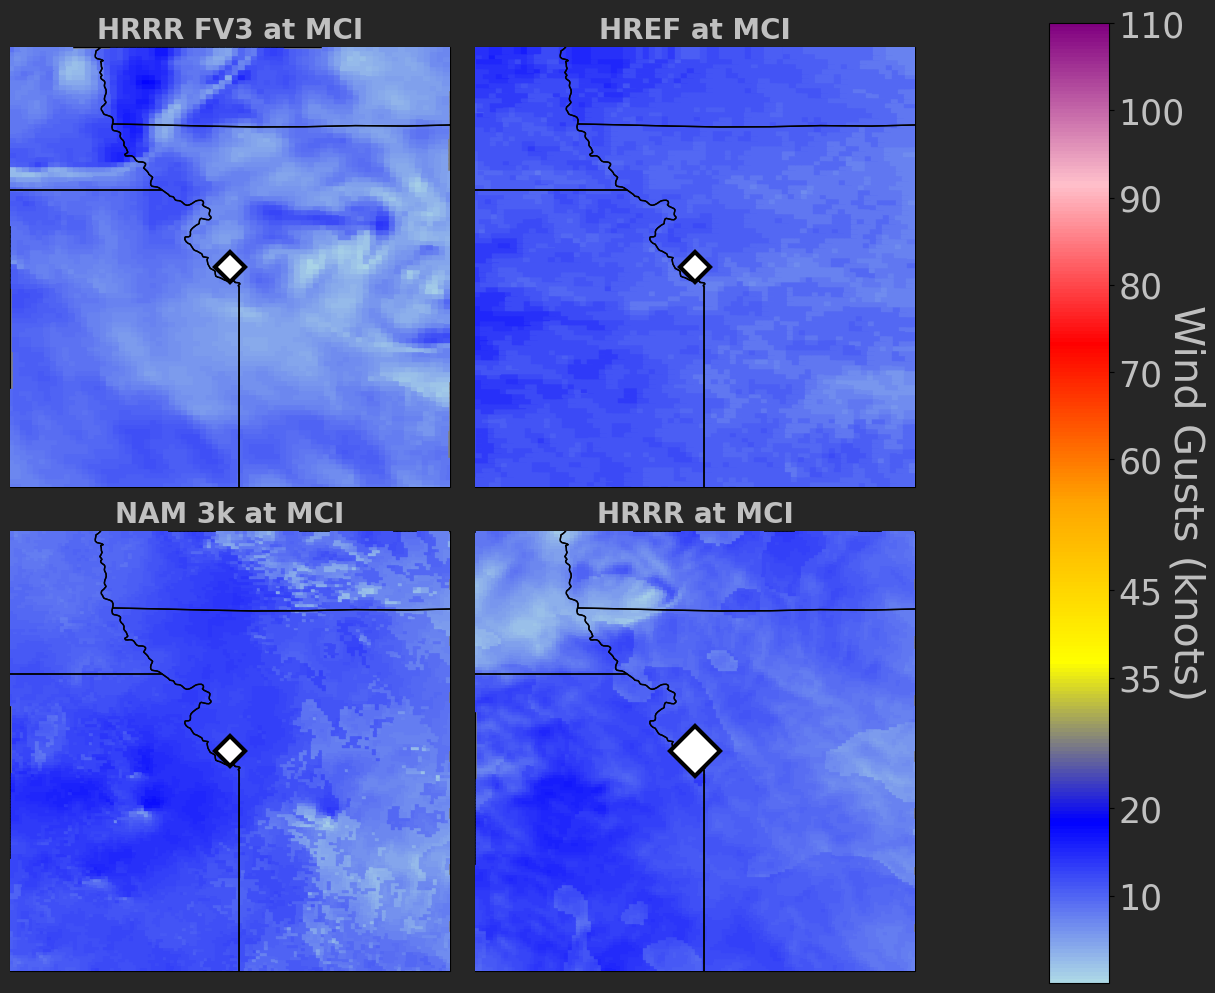 HRRR FV3 at MCI
HREF at MCI
NAM 3k at MCI
HRRR at MCI
110
100
90
80
70
60
45
35
20
10
Wind Gusts (knots)